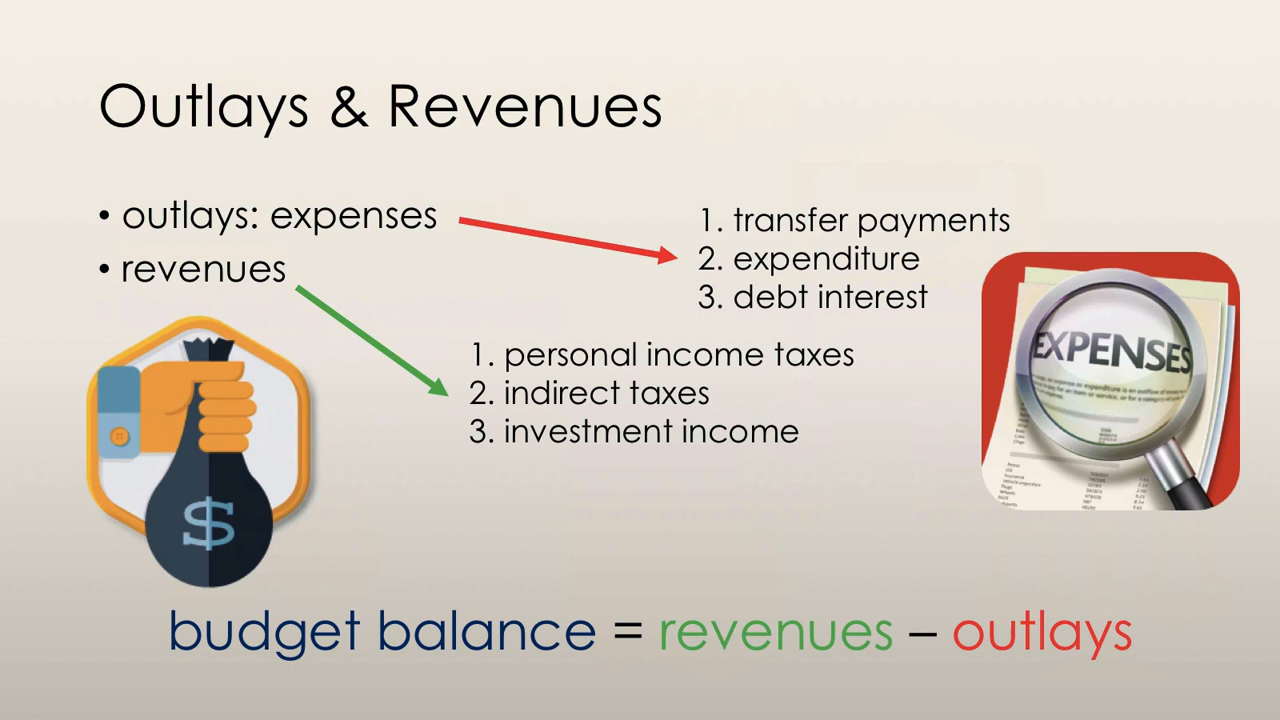 Outlays & Revenues
• outlays: expenses
• revenues
1. transfer payments
2. expenditure
3. debt interest
1. personal income taxes
2. indirect taxes
3. investment income
$
EXPENSES
budget balance = revenues – outlays